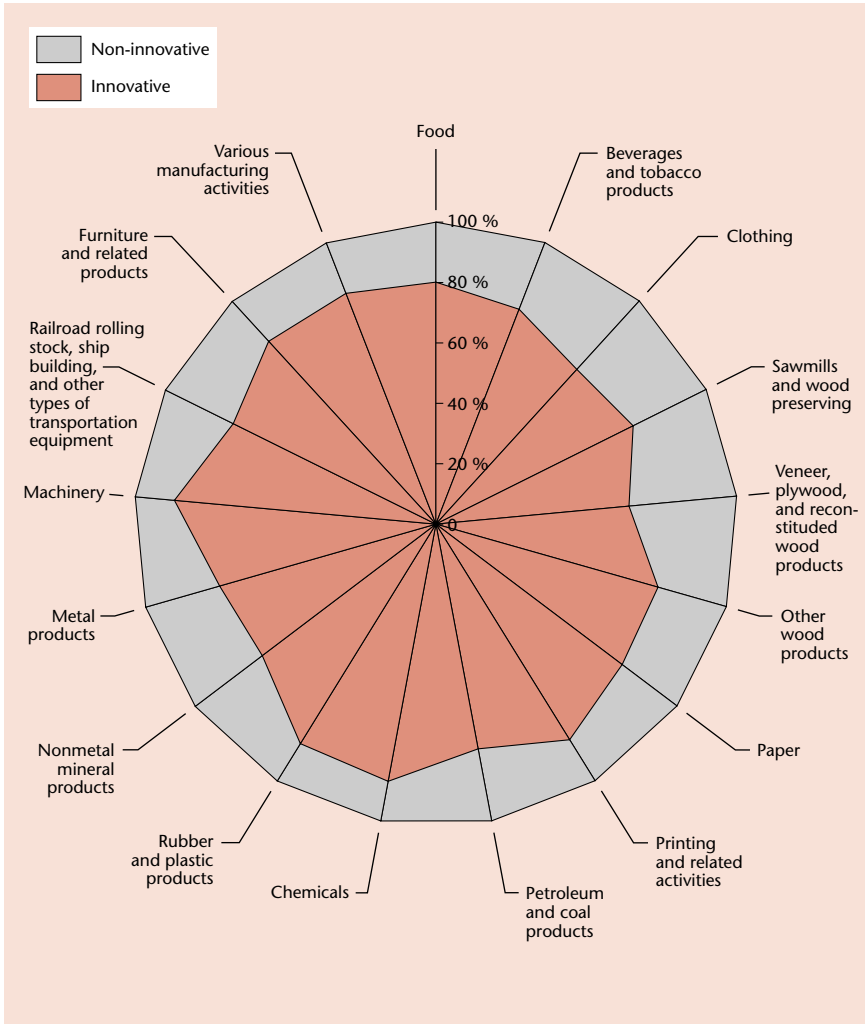 Non-innovative
Innovative
Food
Various
manufacturing
activities
Beverages
and tobacco
products
Furniture
and related
products
Clothing
100 %
80 %
60 %
40 %
20 %
0
Railroad rolling
stock, ship
building,
and other
types of
transportation
equipment
Sawmills
and wood
preserving
Machinery
Veneer,
plywood,
and recon-
stituded
wood
products
Metal
products
Other
wood
products
Nonmetal
mineral
products
Paper
Rubber
and plastic
products
Printing
and related
activities
Chemicals
Petroleum
and coal
products